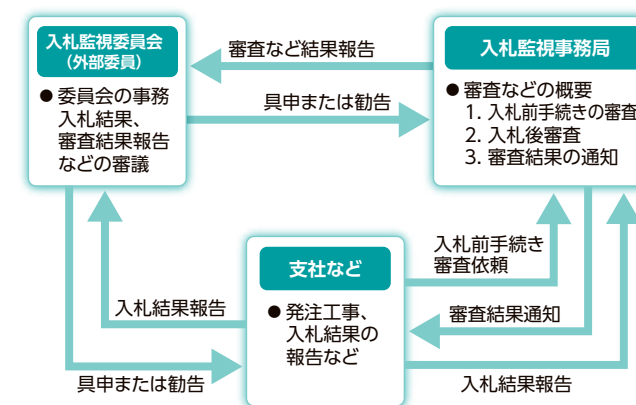 入札監視委員会
(外部委員)
● 委員会の事務
入札結果、
審査結果報告
などの審議
審査など結果報告
具申または勧告
入札監視事務局
● 審査などの概要
1. 入札前手続きの審査
2. 入札後審査
3. 審査結果の通知
支社など
● 発注工事、
入札結果の
報告など
入札結果報告
具申または勧告
入札前手続き
審査依頼
審査結果通知
入札結果報告